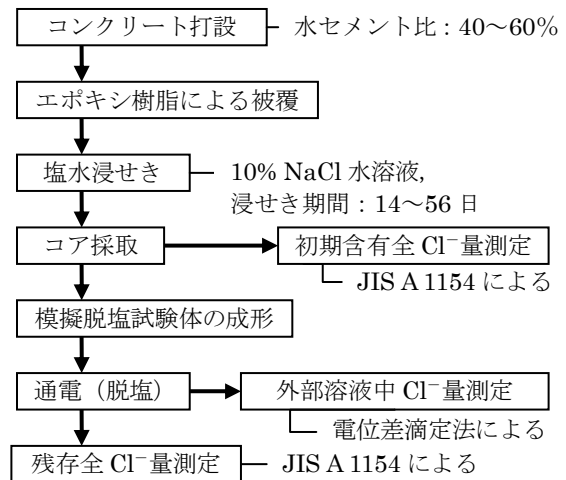 コンクリート打設
水セメント比：40～60%
エポキシ樹脂による被覆
塩水浸せき
10% NaCl 水溶液,
浸せき期間：14～56 日
コア採取
初期含有全 Cl⁻量測定
JIS A 1154 による
模擬脱塩試験体の成形
通電（脱塩）
外部溶液中 Cl⁻量測定
電位差滴定法による
残存全 Cl⁻量測定
JIS A 1154 による